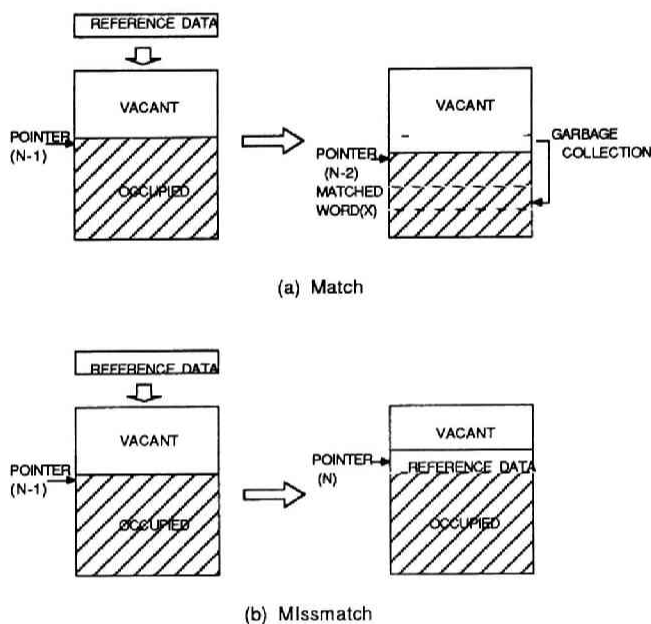 REFERENCE DATA
VACANT
POINTER
(N-1)
OCCUPIED
VACANT
POINTER
(N-2)
MATCHED
WORD(X)
GARBAGE
COLLECTION
(a) Match
REFERENCE DATA
VACANT
POINTER
(N-1)
OCCUPIED
VACANT
POINTER
(N)
REFERENCE DATA
OCCUPIED
(b) MIssmatch